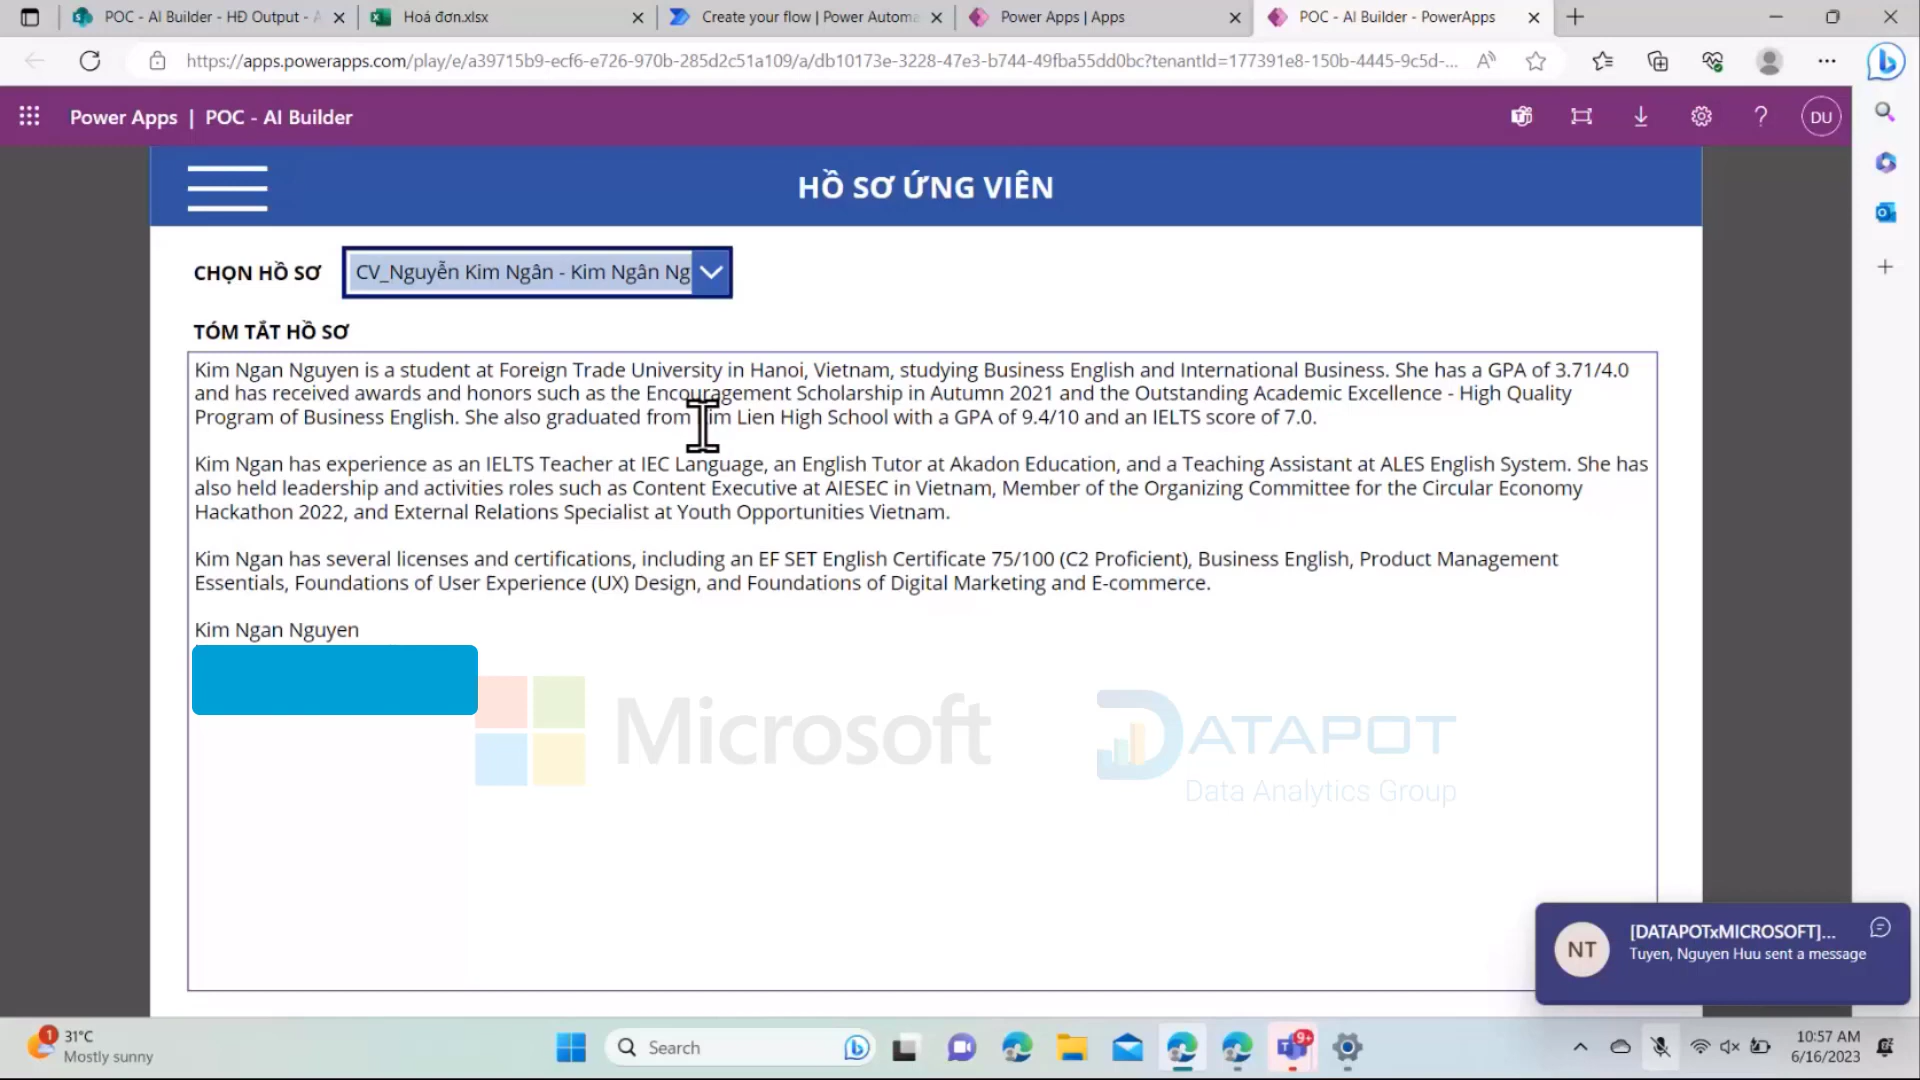 POC - AI Builder - HĐ Output - A
Hoá đơn.xlsx
Create your flow | Power Automa
Power Apps | Apps
POC - AI Builder - PowerApps
https://apps.powerapps.com/play/e/a39715b9-ecf6-e726-970b-285d2c51a109/a/db10173e-3228-47e3-b744-49fba55dd0bc?tenantId=177391e8-150b-4445-9c5d-...
Power Apps | POC - AI Builder
DU
HỒ SƠ ỨNG VIÊN
CHỌN HỒ SƠ
CV_Nguyễn Kim Ngân - Kim Ngân Ng
TÓM TẮT HỒ SƠ
Kim Ngan Nguyen is a student at Foreign Trade University in Hanoi, Vietnam, studying Business English and International Business. She has a GPA of 3.71/4.0
and has received awards and honors such as the Encouragement Scholarship in Autumn 2021 and the Outstanding Academic Excellence - High Quality
Program of Business English. She also graduated from Kim Lien High School with a GPA of 9.4/10 and an IELTS score of 7.0.
Kim Ngan has experience as an IELTS Teacher at IEC Language, an English Tutor at Akadon Education, and a Teaching Assistant at ALES English System. She has
also held leadership and activities roles such as Content Executive at AIESEC in Vietnam, Member of the Organizing Committee for the Circular Economy
Hackathon 2022, and External Relations Specialist at Youth Opportunities Vietnam.
Kim Ngan has several licenses and certifications, including an EF SET English Certificate 75/100 (C2 Proficient), Business English, Product Management
Essentials, Foundations of User Experience (UX) Design, and Foundations of Digital Marketing and E-commerce.
Kim Ngan Nguyen
Microsoft
DATAPOT
Data Analytics Group
NT
[DATAPOTxMICROSOFT]...
Tuyen, Nguyen Huu sent a message
1
31°C
Mostly sunny
Search
9+
10:57 AM
6/16/2023